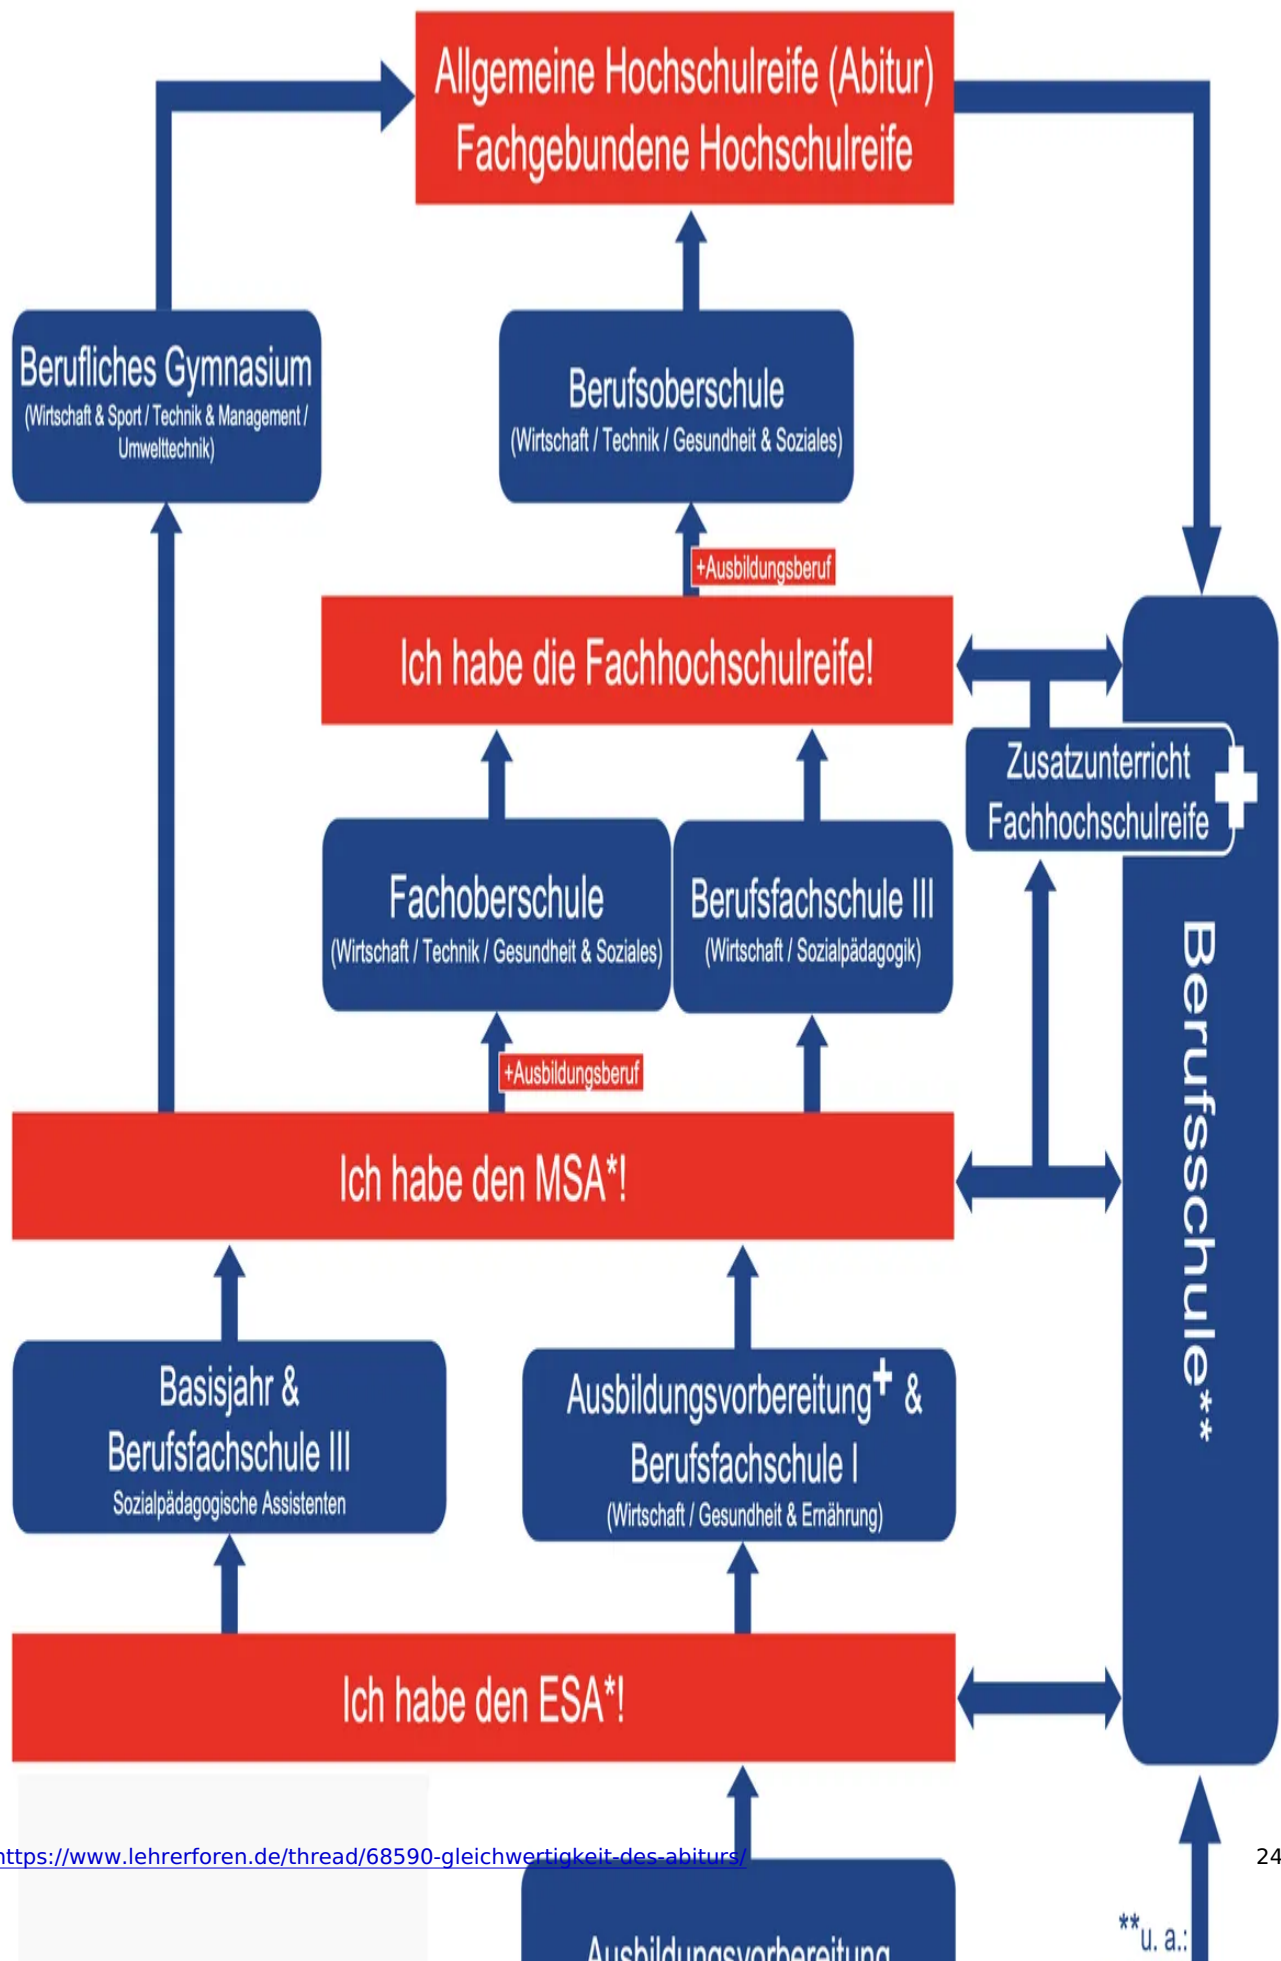 Allgemeine Hochschulreife (Abitur)
Fachgebundene Hochschulreife
Berufliches Gymnasium
(Wirtschaft & Sport / Technik & Management /
Umwelttechnik)
Berufsoberschule
(Wirtschaft / Technik / Gesundheit & Soziales)
+Ausbildungsberuf
Ich habe die Fachhochschulreife!
Zusatzunterricht
Fachhochschulreife
Fachoberschule
(Wirtschaft / Technik / Gesundheit & Soziales)
Berufsfachschule III
(Wirtschaft / Sozialpädagogik)
Berufsschule**
+Ausbildungsberuf
Ich habe den MSA*!
Basisjahr &
Berufsfachschule III
Sozialpädagogische Assistenten
Ausbildungsvorbereitung+ &
Berufsfachschule I
(Wirtschaft / Gesundheit & Ernährung)
Ich habe den ESA*!
https://www.lehrerforen.de/thread/68590-gleichwertigkeit-des-abiturs/
24
**u. a.:
Ausbildungsvorbereitung